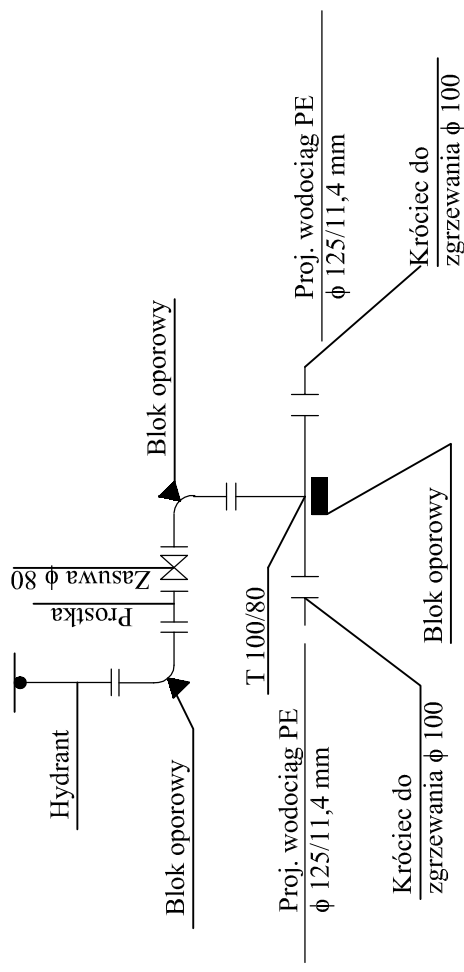 Hydrant
Prostka
Zasuwa ϕ 80
Blok oporowy
Blok oporowy
T 100/80
Proj. wodociąg PE
ϕ 125/11,4 mm
Proj. wodociąg PE
ϕ 125/11,4 mm
Króciec do
zgrzewania ϕ 100
Blok oporowy
Króciec do
zgrzewania ϕ 100